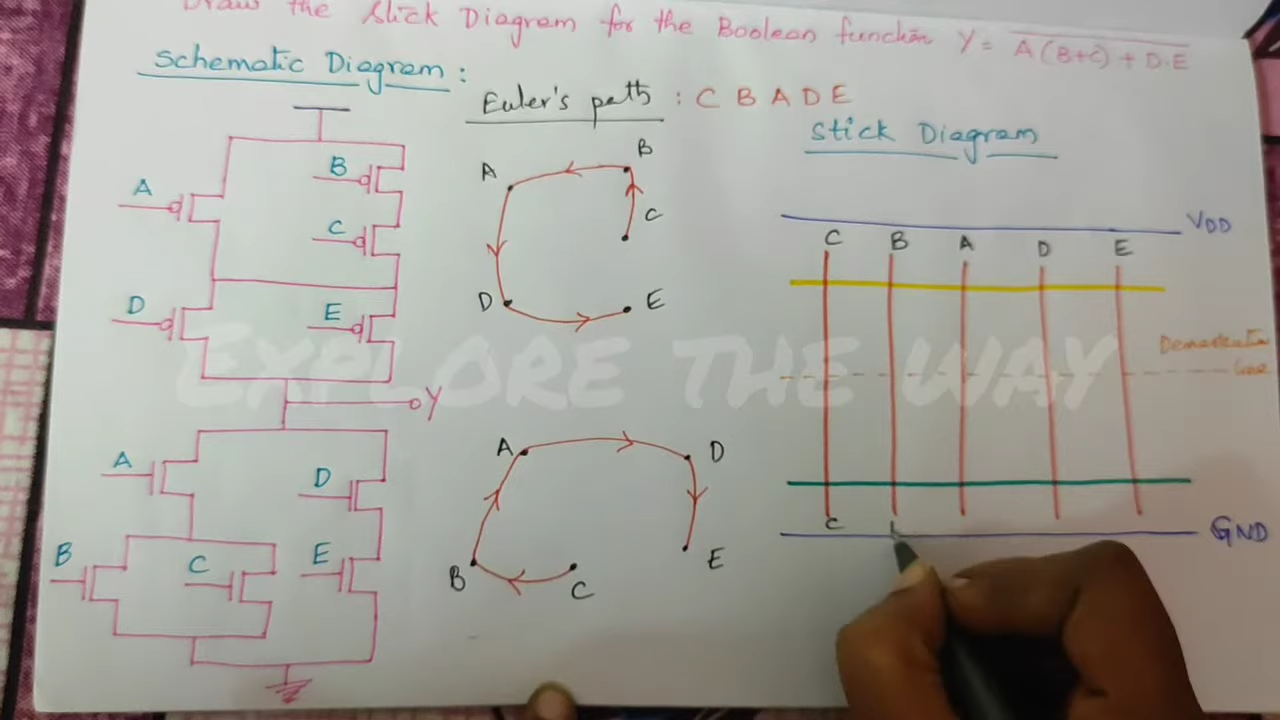 Draw the Stick Diagram for the Boolean function Y = A(B+C) + D.E
Schematic Diagram :
Euler's path : C B A D E
Stick Diagram
B
A
C
D
E
Y
A
D
B
C
E
B
A
C
D
E
A
D
B
C
E
VDD
C B A D E
line
C
GND
EXPLORE THE WAY